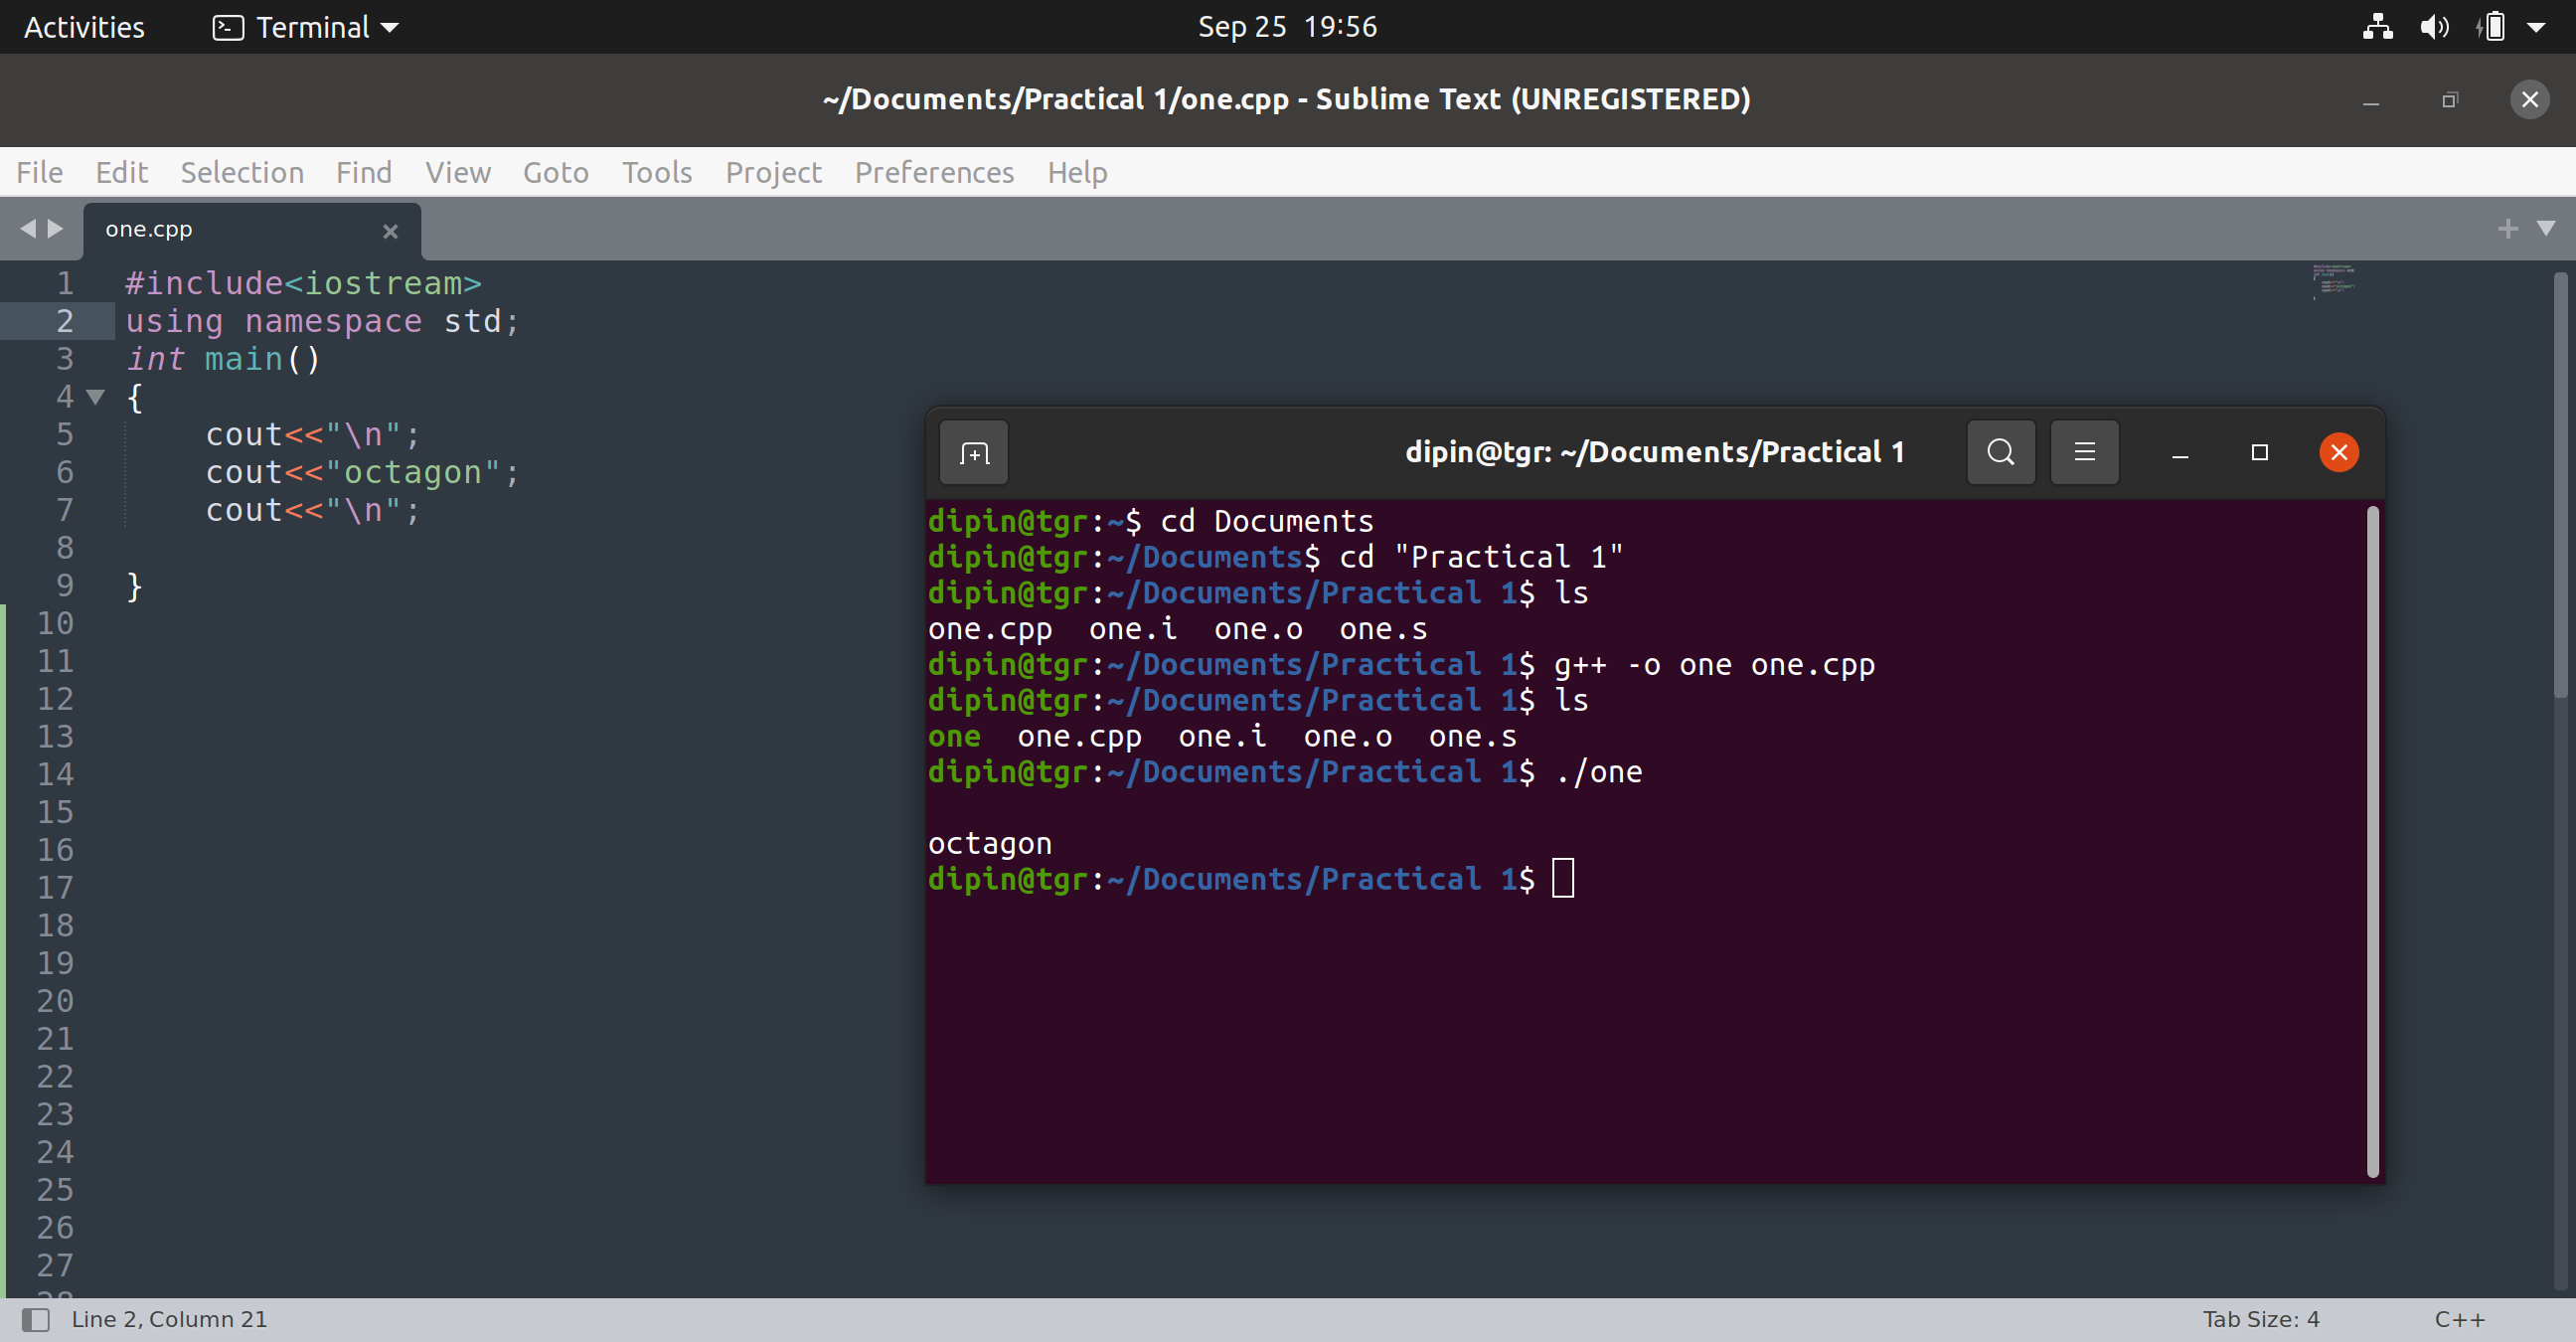 Activities Terminal Sep 25 19:56
~/Documents/Practical 1/one.cpp - Sublime Text (UNREGISTERED)
File Edit Selection Find View Goto Tools Project Preferences Help
one.cpp
1 #include<iostream>
2 using namespace std;
3 int main()
4 {
5 cout<<"\n";
6 cout<<"octagon";
7 cout<<"\n";
8
9 }
10
11
12
13
14
15
16
17
18
19
20
21
22
23
24
25
26
27
28
dipin@tgr: ~/Documents/Practical 1
dipin@tgr:~$ cd Documents
dipin@tgr:~/Documents$ cd "Practical 1"
dipin@tgr:~/Documents/Practical 1$ ls
one.cpp one.i one.o one.s
dipin@tgr:~/Documents/Practical 1$ g++ -o one one.cpp
dipin@tgr:~/Documents/Practical 1$ ls
one one.cpp one.i one.o one.s
dipin@tgr:~/Documents/Practical 1$ ./one
octagon
dipin@tgr:~/Documents/Practical 1$
Line 2, Column 21 Tab Size: 4 C++